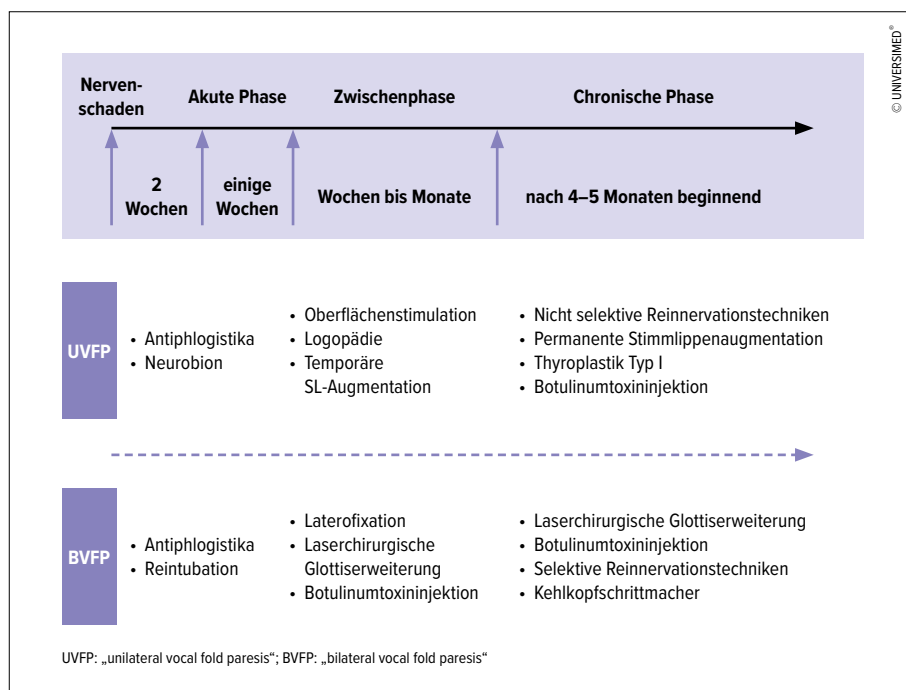 © UNIVERSIMED®
Nerven-
schaden
Akute Phase
Zwischenphase
Chronische Phase
2
Wochen
einige
Wochen
Wochen bis Monate
nach 4–5 Monaten beginnend
UVFP
• Antiphlogistika
• Neurobion
• Oberflächenstimulation
• Logopädie
• Temporäre
SL-Augmentation
• Nicht selektive Reinnervationstechniken
• Permanente Stimmlippenaugmentation
• Thyroplastik Typ I
• Botulinumtoxininjektion
BVFP
• Antiphlogistika
• Reintubation
• Laterofixation
• Laserchirurgische
Glottiserweiterung
• Botulinumtoxininjektion
• Laserchirurgische Glottiserweiterung
• Botulinumtoxininjektion
• Selektive Reinnervationstechniken
• Kehlkopfschrittmacher
UVFP: „unilateral vocal fold paresis“; BVFP: „bilateral vocal fold paresis“